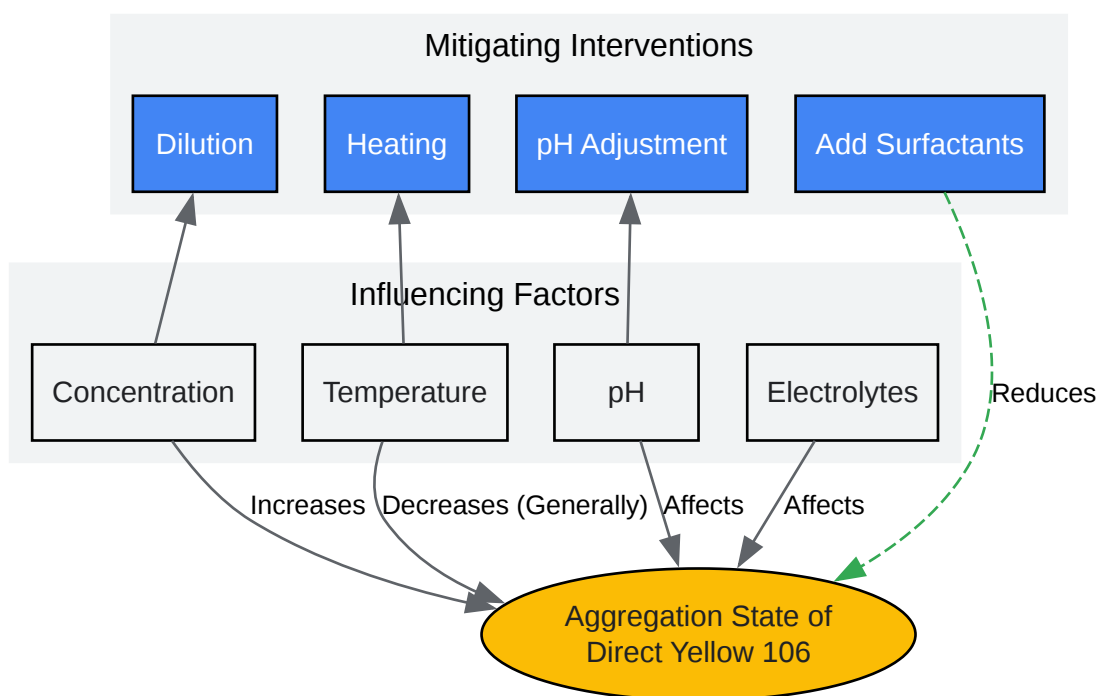 Mitigating Interventions
Dilution
Heating
pH Adjustment
Add Surfactants
Influencing Factors
Concentration
Temperature
pH
Electrolytes
Reduces
Increases
Decreases (Generally)
Affects
Affects
Aggregation State of
Direct Yellow 106